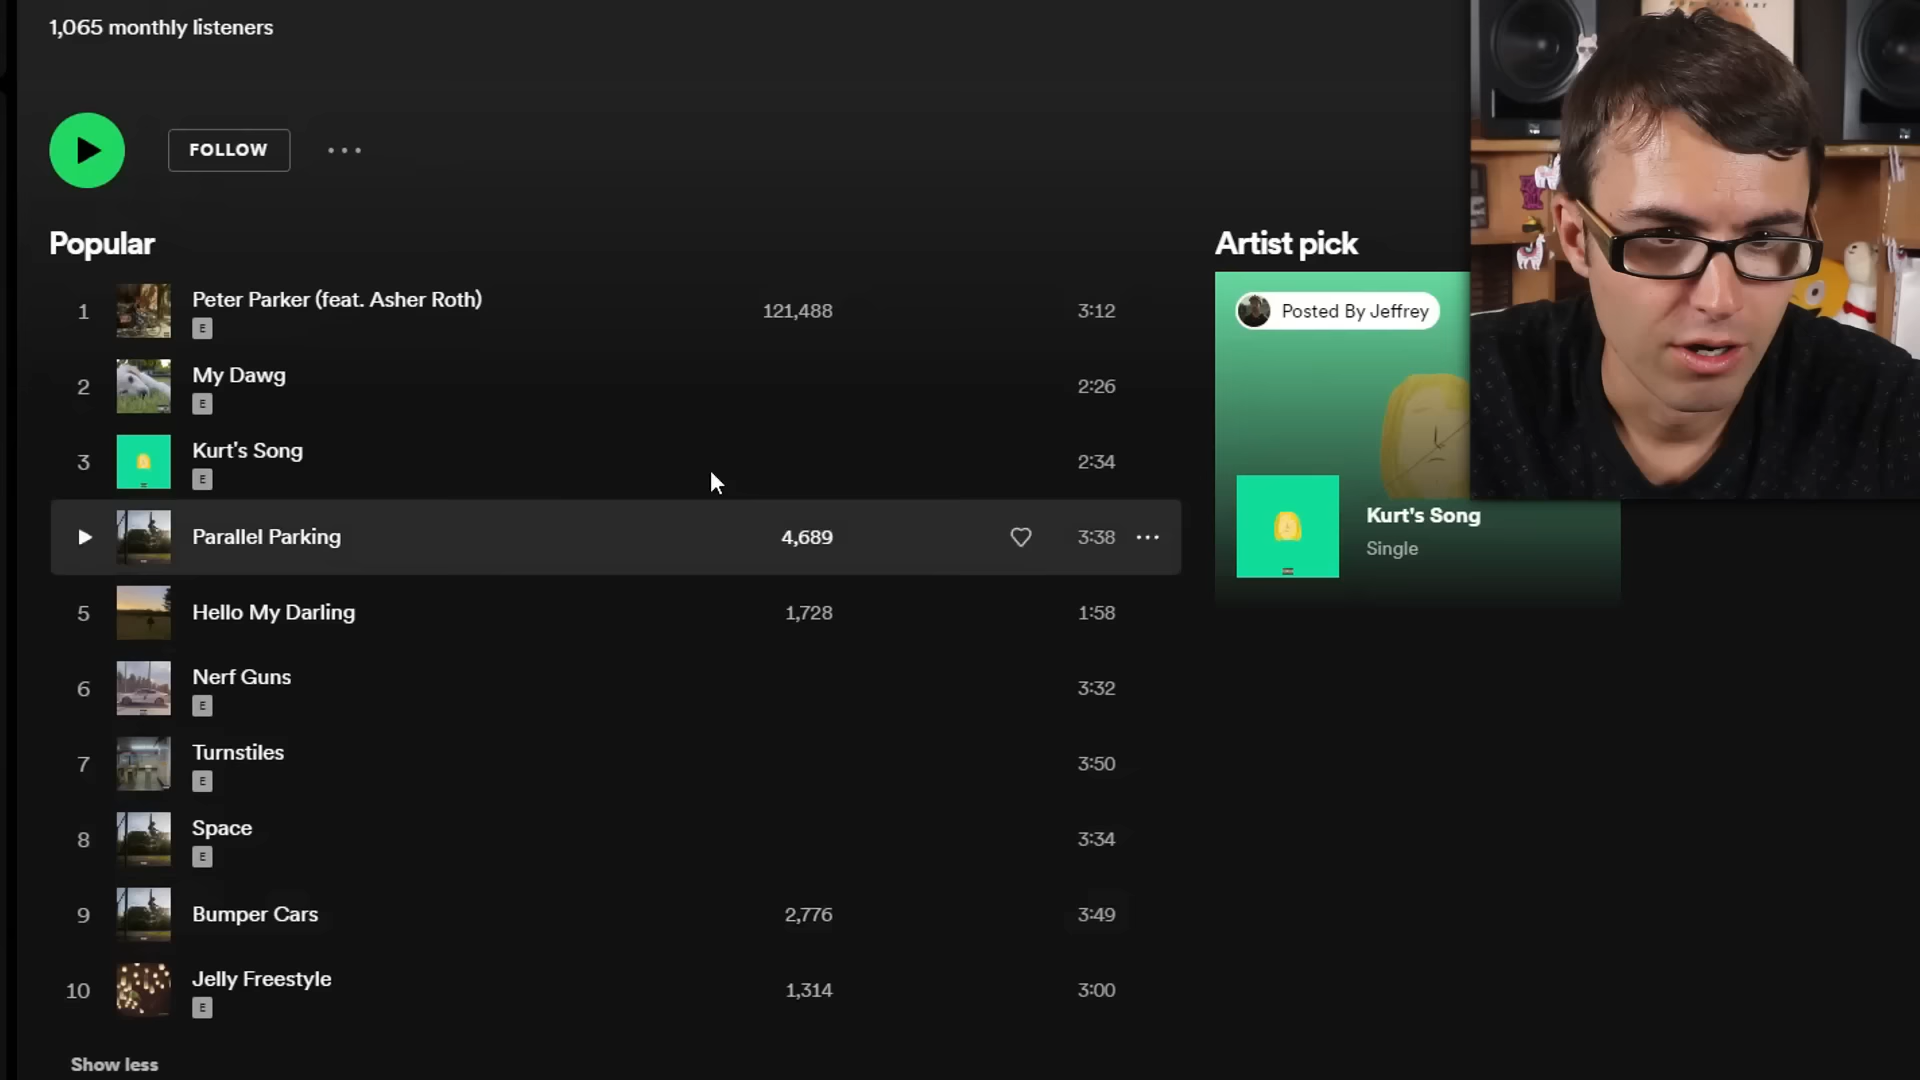 1,065 monthly listeners
FOLLOW
Popular
1 Peter Parker (feat. Asher Roth) 121,488 3:12
E
2 My Dawg 2:26
E
3 Kurt's Song 2:34
E
Parallel Parking 4,689 3:38
5 Hello My Darling 1,728 1:58
6 Nerf Guns 3:32
E
7 Turnstiles 3:50
E
8 Space 3:34
E
9 Bumper Cars 2,776 3:49
10 Jelly Freestyle 1,314 3:00
E
Show less
Artist pick
Posted By Jeffrey
Kurt's Song
Single